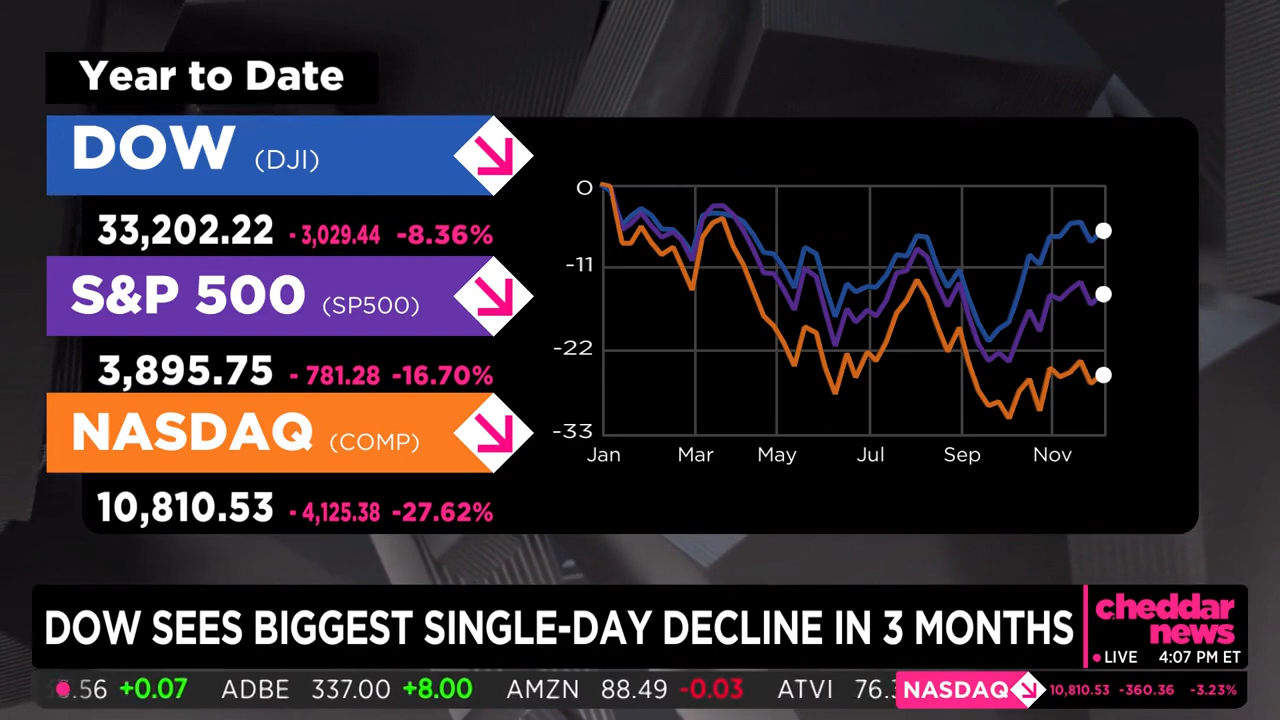 Year to Date
DOW (DJI)
33,202.22 - 3,029.44 -8.36%
S&P 500 (SP500)
3,895.75 - 781.28 -16.70%
NASDAQ (COMP)
10,810.53 - 4,125.38 -27.62%
0
-11
-22
-33
Jan Mar May Jul Sep Nov
DOW SEES BIGGEST SINGLE-DAY DECLINE IN 3 MONTHS
cheddar
news
LIVE 4:07 PM ET
.56 +0.07 ADBE 337.00 +8.00 AMZN 88.49 -0.03 ATVI 76. NASDAQ 10,810.53 -360.36 -3.23%